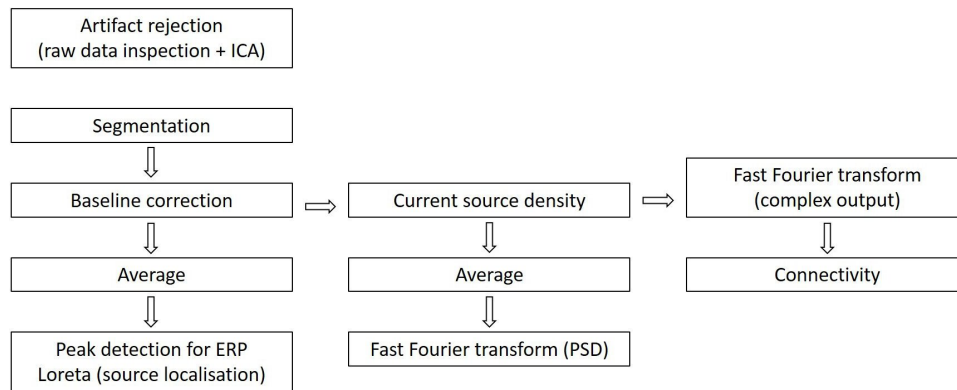 Artifact rejection
(raw data inspection + ICA)
Segmentation
Baseline correction
Average
Peak detection for ERP
Loreta (source localisation)
Current source density
Average
Fast Fourier transform (PSD)
Fast Fourier transform
(complex output)
Connectivity